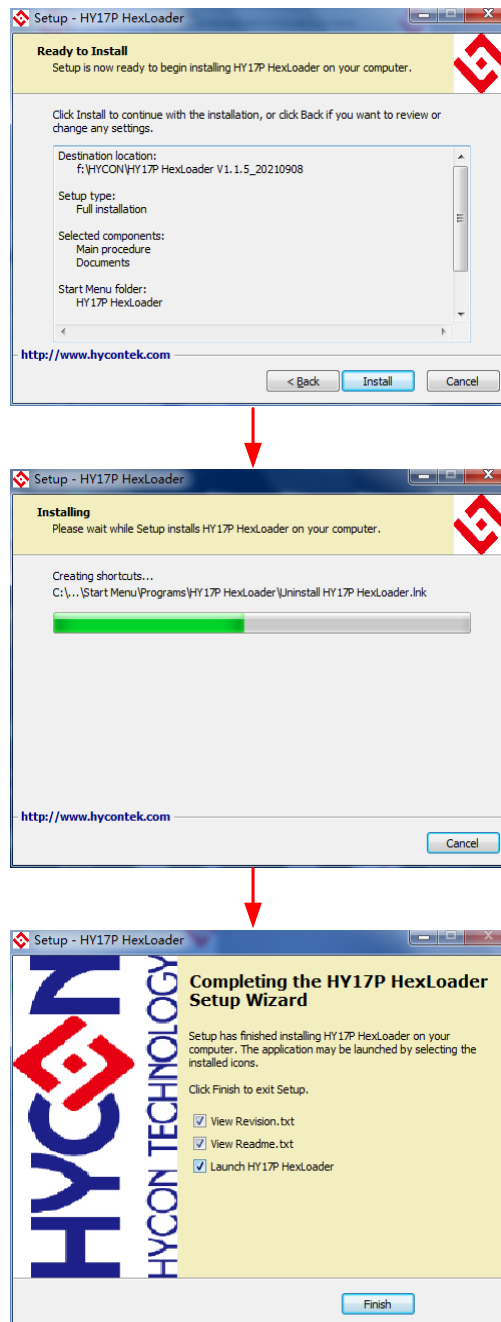 Setup - HY17P HexLoader
Ready to Install
Setup is now ready to begin installing HY17P HexLoader on your computer.
Click Install to continue with the installation, or click Back if you want to review or
change any settings.
Destination location:
f:\HYCON\HY17P HexLoader V1.1.5_20210908
Setup type:
Full installation
Selected components:
Main procedure
Documents
Start Menu folder:
HY17P HexLoader
http://www.hycontek.com
< Back
Install
Cancel
Setup - HY17P HexLoader
Installing
Please wait while Setup installs HY17P HexLoader on your computer.
Creating shortcuts...
C:\...\Start Menu\Programs\HY17P HexLoader\Uninstall HY17P HexLoader.lnk
http://www.hycontek.com
Cancel
Setup - HY17P HexLoader
HYCON
HYCON TECHNOLOGY
Completing the HY17P HexLoader
Setup Wizard
Setup has finished installing HY17P HexLoader on your
computer. The application may be launched by selecting the
installed icons.
Click Finish to exit Setup.
View Revision.txt
View Readme.txt
Launch HY17P HexLoader
Finish